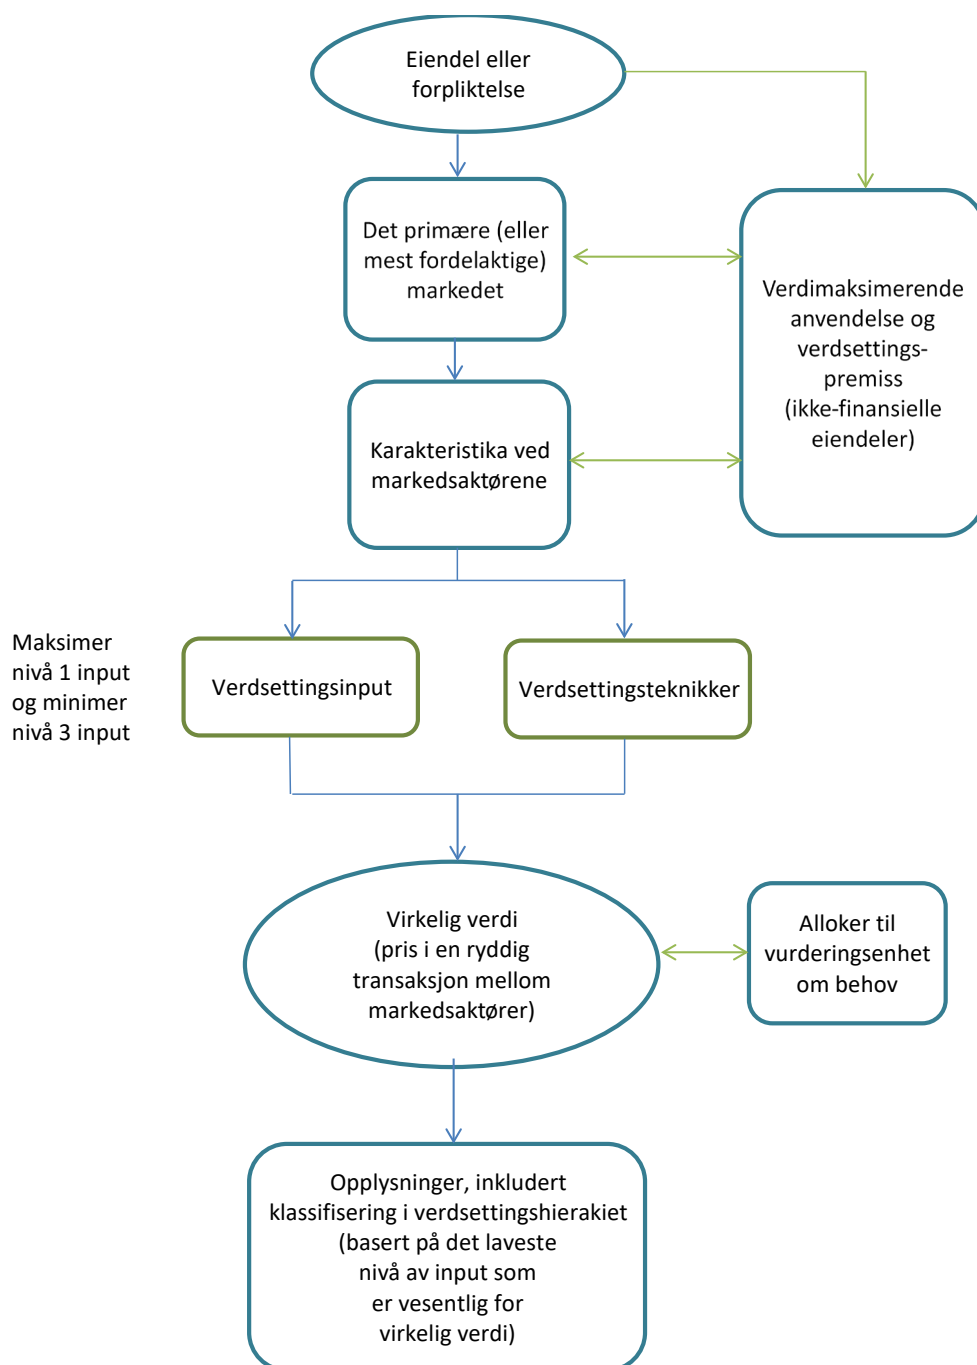 Eiendel eller
forpliktelse
Det primære (eller
mest fordelaktige)
markedet
Verdimaksimerende
anvendelse og
verdsettings-
premiss
(ikke-finansielle
eiendeler)
Karakteristika ved
markedsaktørene
Maksimer
nivå 1 input
og minimer
nivå 3 input
Verdsettingsinput
Verdsettingsteknikker
Virkelig verdi
(pris i en ryddig
transaksjon mellom
markedsaktører)
Alloker til
vurderingsenhet
om behov
Opplysninger, inkludert
klassifisering i verdsettingshierakiet
(basert på det laveste
nivå av input som
er vesentlig for
virkelig verdi)